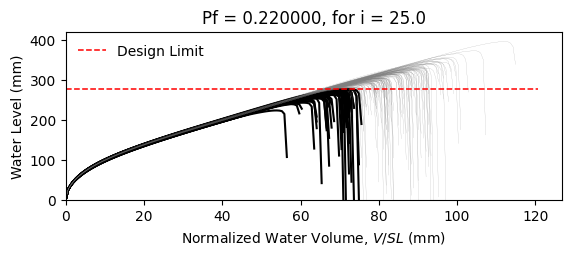 Pf = 0.220000, for i = 25.0
Water Level (mm)
400
300
200
100
0
Design Limit
0 20 40 60 80 100 120
Normalized Water Volume, V/SL (mm)